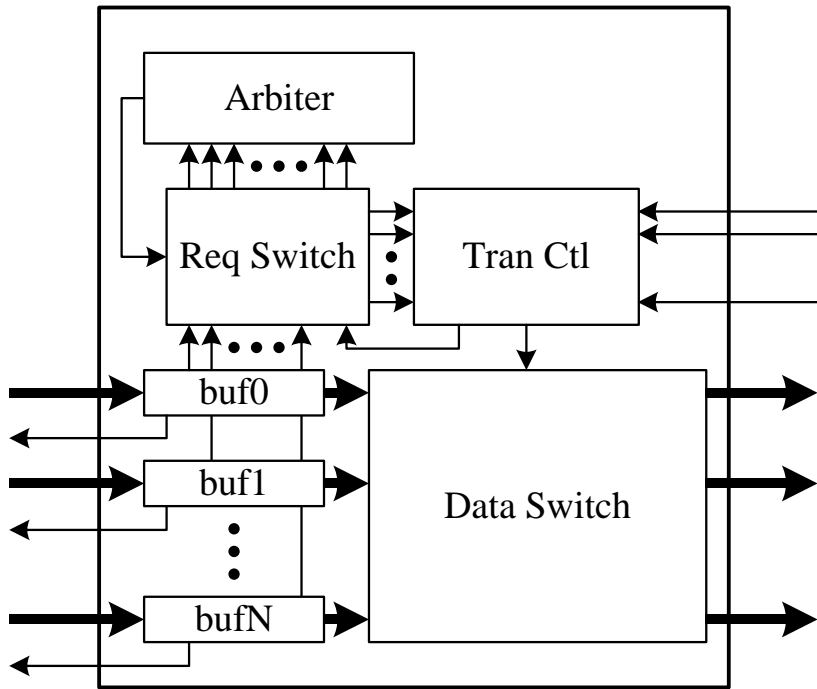 Arbiter
Req Switch
Tran Ctl
buf0
buf1
Data Switch
bufN